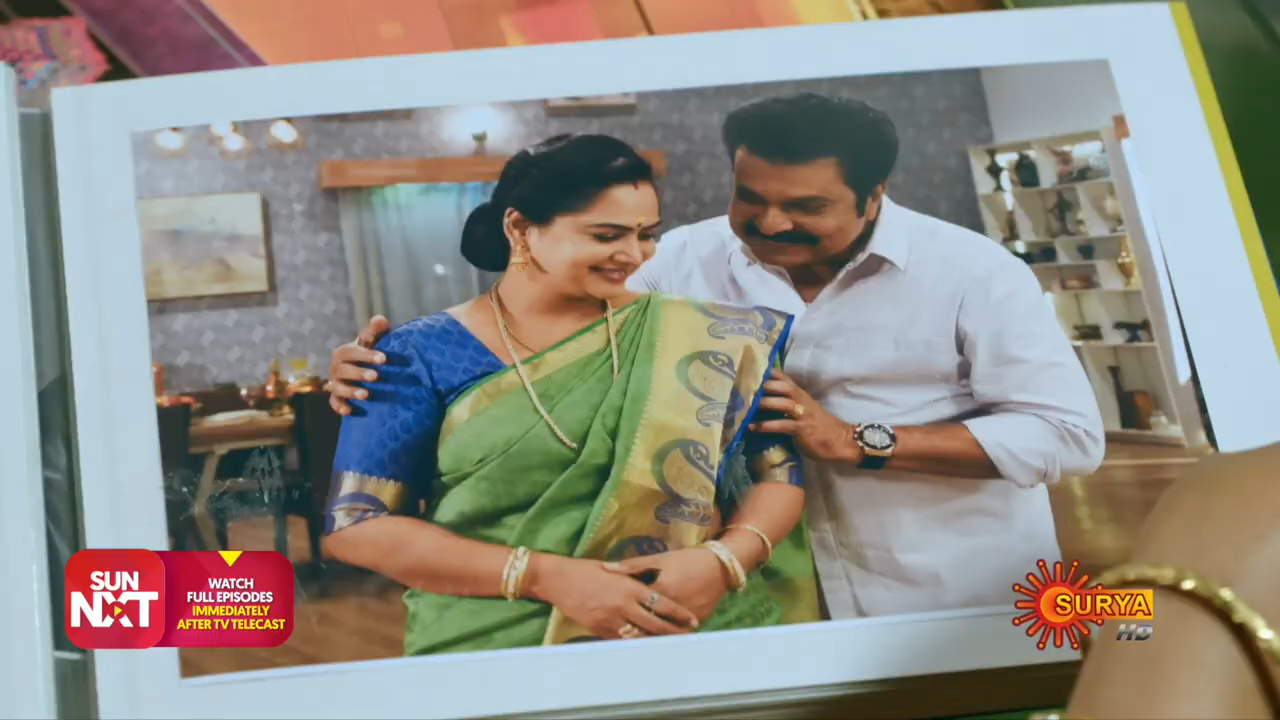 SUN
NXT
WATCH
FULL EPISODES
IMMEDIATELY
AFTER TV TELECAST
SURYA
HD